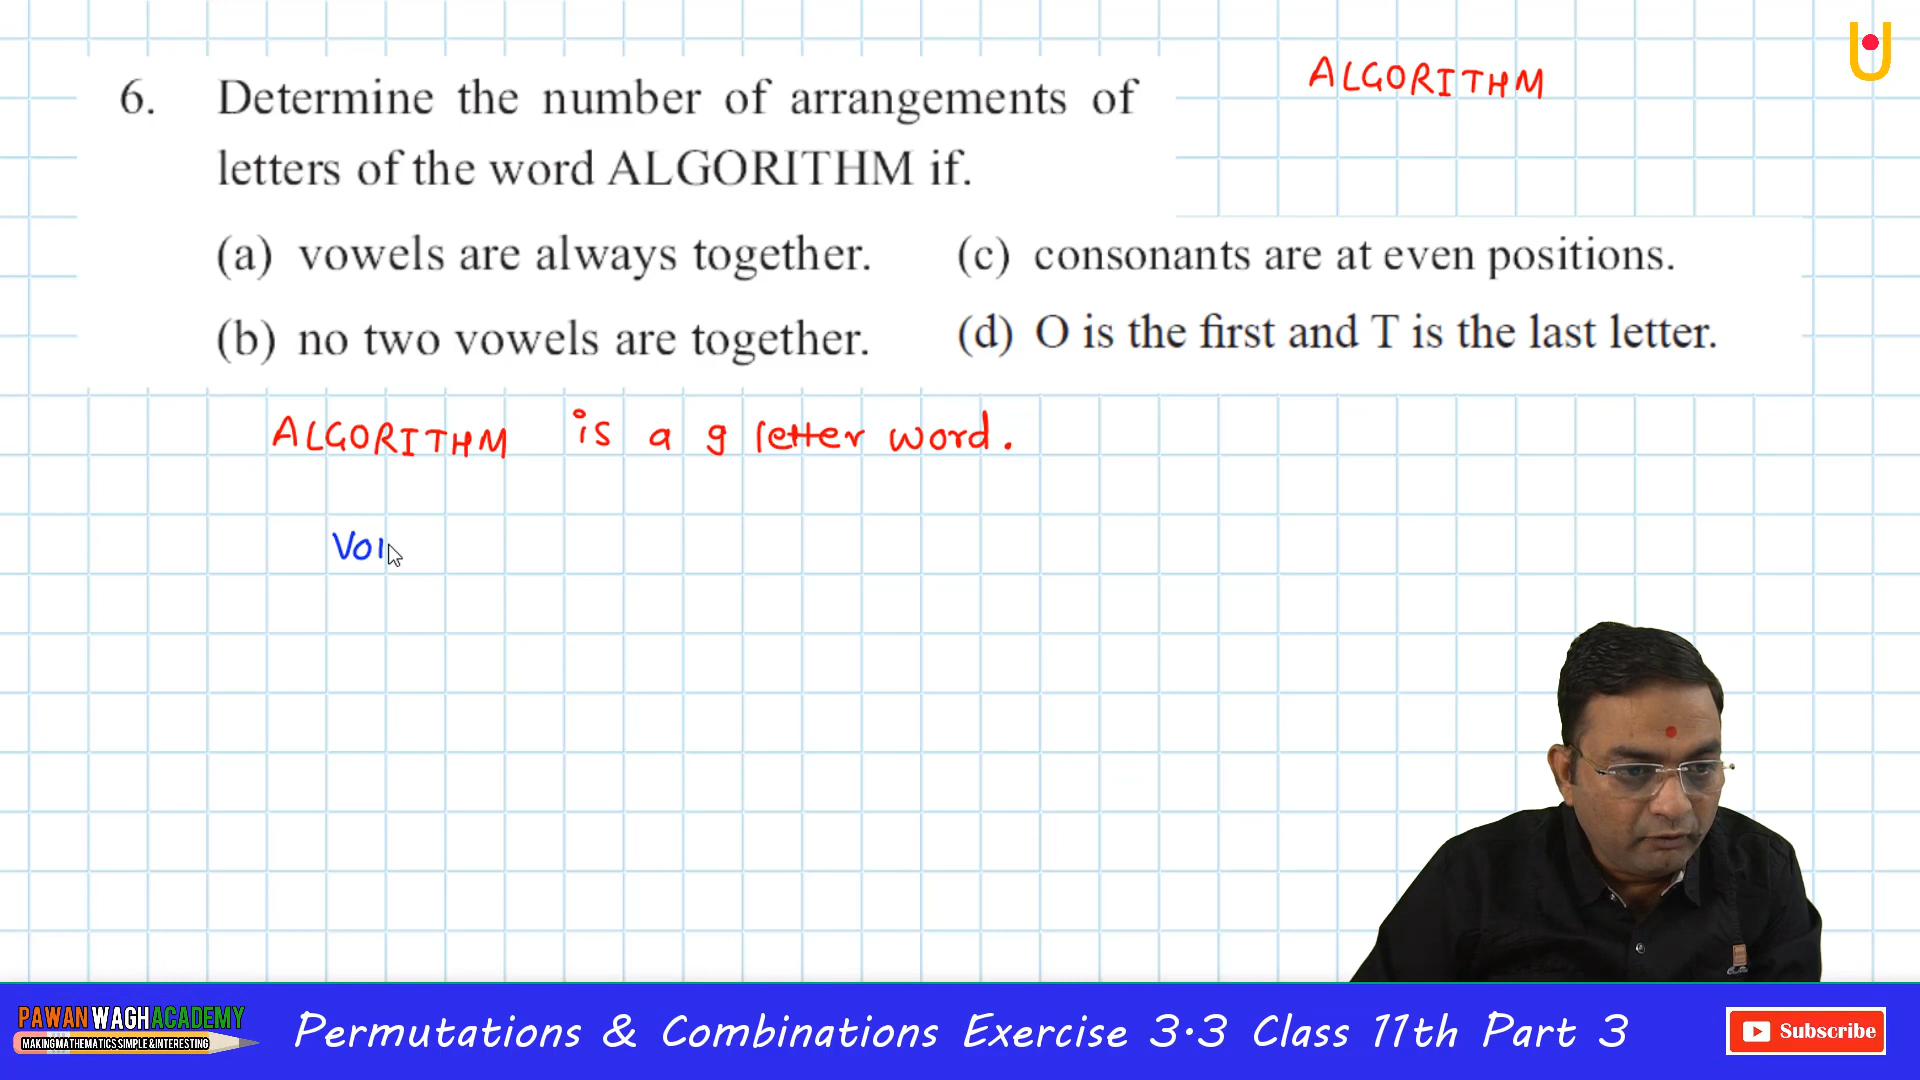 ALGORITHM
6. Determine the number of arrangements of
letters of the word ALGORITHM if.
(a) vowels are always together.
(c) consonants are at even positions.
(b) no two vowels are together.
(d) O is the first and T is the last letter.
ALGORITHM is a 9 letter word.
Vo
PAWAN WAGH ACADEMY
MAKING MATHEMATICS SIMPLE & INTERESTING
Permutations & Combinations Exercise 3.3 Class 11th Part 3
Subscribe